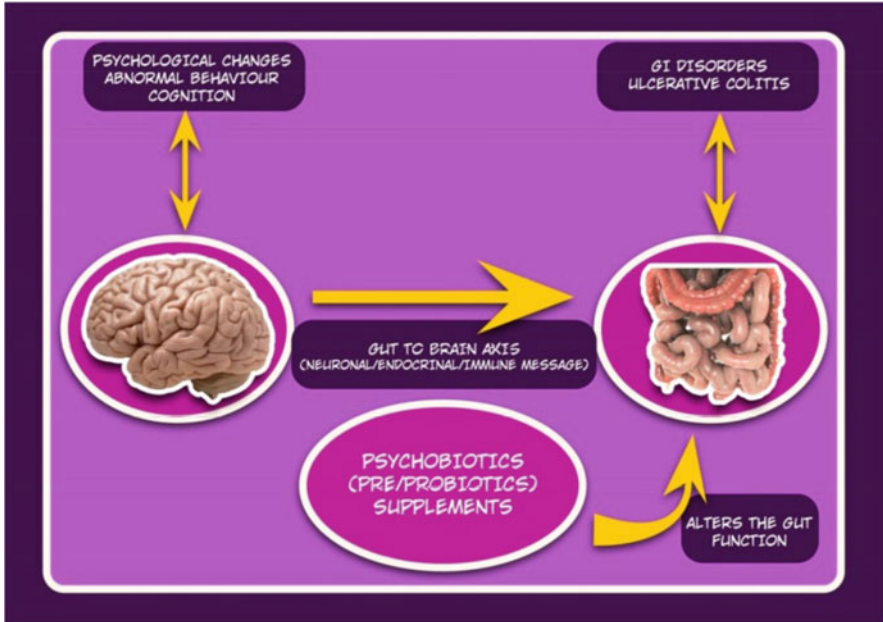 PSYCHOLOGICAL CHANGES
ABNORMAL BEHAVIOUR
COGNITION
GI DISORDERS
ULCERATIVE COLITIS
GUT TO BRAIN AXIS
(NEURONAL/ENDOCRINAL/IMMUNE MESSAGE)
PSYCHOBIOTICS
(PRE/PROBIOTICS)
SUPPLEMENTS
ALTERS THE GUT
FUNCTION